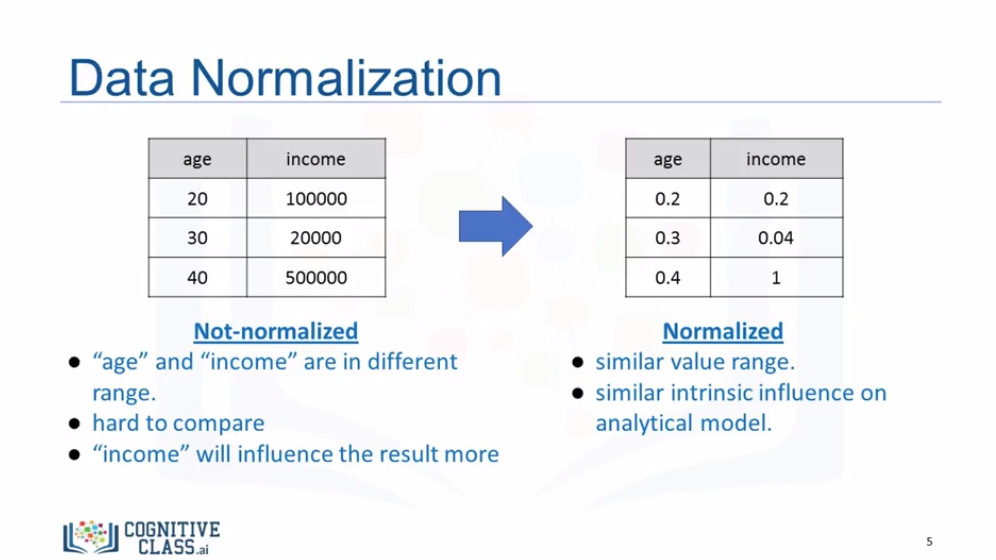 Data Normalization
age income
20 100000
30 20000
40 500000
age income
0.2 0.2
0.3 0.04
0.4 1
Not-normalized
● “age” and “income” are in different
range.
● hard to compare
● “income” will influence the result more
Normalized
● similar value range.
● similar intrinsic influence on
analytical model.
COGNITIVE
CLASS.ai
5